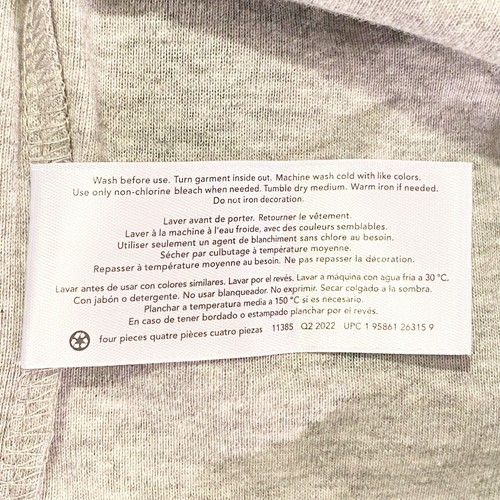 Wash before use. Turn garment inside out. Machine wash cold with like colors.
Use only non-chlorine bleach when needed. Tumble dry medium. Warm iron if needed.
Do not iron decoration.
Laver avant de porter. Retourner le vêtement.
Laver à la machine à l'eau froide, avec des couleurs semblables.
Utiliser seulement un agent de blanchiment sans chlore au besoin.
Sécher par culbutage à température moyenne.
Repasser à température moyenne au besoin. Ne pas repasser la décoration.
Lavar antes de usar con colores similares. Lavar por el revés. Lavar a máquina con agua fria a 30 °C.
Con jabón o detergente. No usar blanqueador. No exprimir. Secar colgado a la sombra.
Planchar a temperatura media a 150 °C si es necesario.
En caso de tener bordado o estampado planchar por el revés.
four pieces quatre pièces cuatro piezas 11385 Q2 2022 UPC 1 95861 26315 9